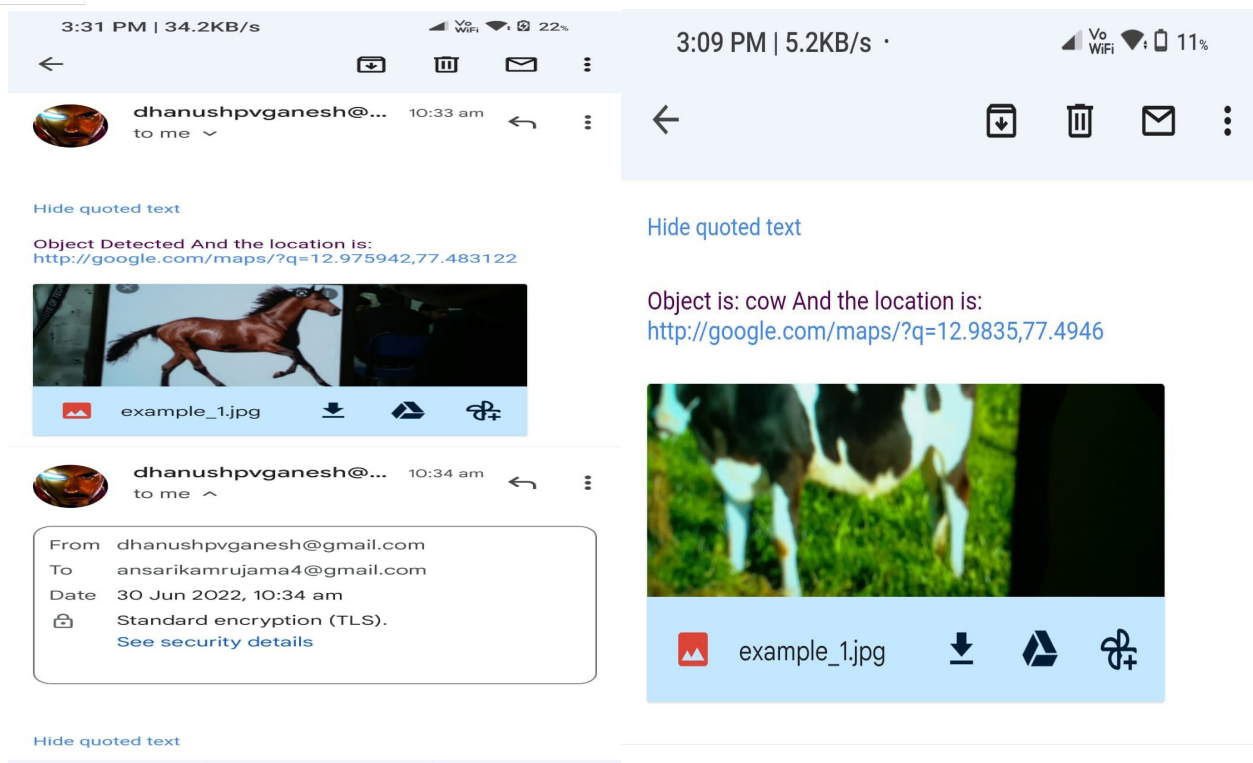 3:31 PM | 34.2KB/s
Vo WiFi 22%
dhanushpvganesh@... 10:33 am
to me
Hide quoted text
Object Detected And the location is:
http://google.com/maps/?q=12.975942,77.483122
example_1.jpg
dhanushpvganesh@... 10:34 am
to me
From dhanushpvganesh@gmail.com
To ansarikamrujama4@gmail.com
Date 30 Jun 2022, 10:34 am
Standard encryption (TLS).
See security details
Hide quoted text
3:09 PM | 5.2KB/s ·
Vo WiFi 11%
Hide quoted text
Object is: cow And the location is:
http://google.com/maps/?q=12.9835,77.4946
example_1.jpg